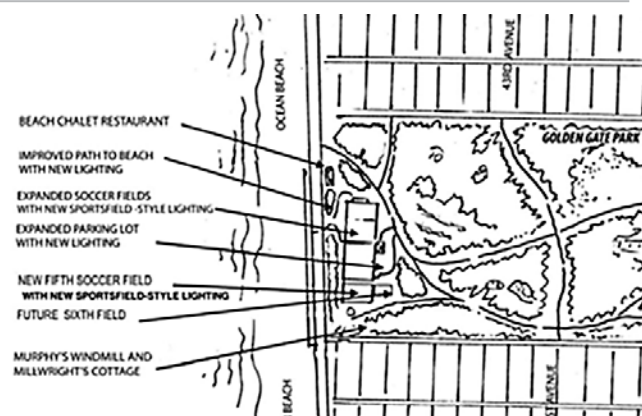 OCEAN BEACH
43RD AVENUE
BEACH CHALET RESTAURANT
GOLDEN GATE PARK
IMPROVED PATH TO BEACH
WITH NEW LIGHTING
EXPANDED SOCCER FIELDS
WITH NEW SPORTSFIELD -STYLE LIGHTING
EXPANDED PARKING LOT
WITH NEW LIGHTING
NEW FIFTH SOCCER FIELD
WITH NEW SPORTSFIELD-STYLE LIGHTING
FUTURE SIXTH FIELD
MURPHY'S WINDMILL AND
MILLWRIGHT'S COTTAGE
BEACH
AVENUE